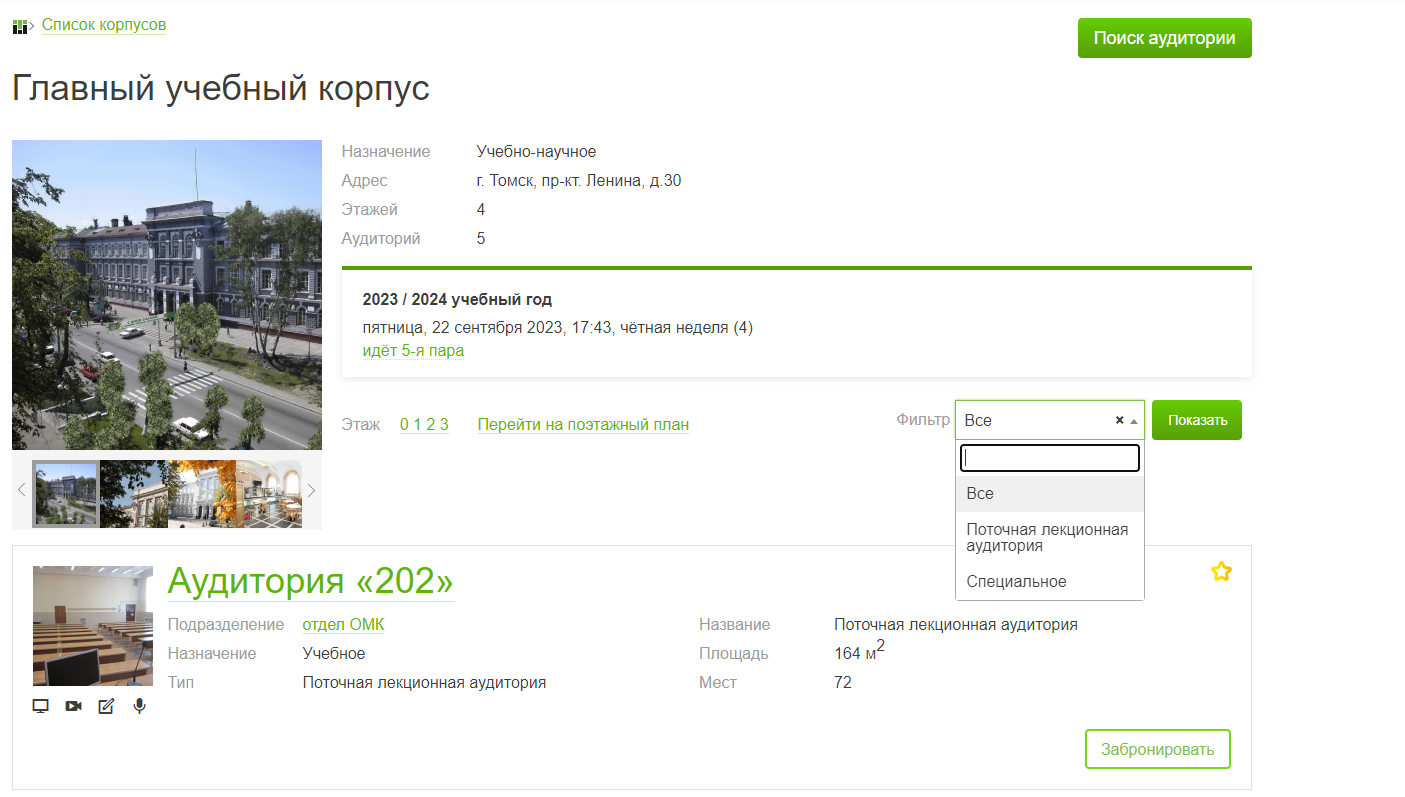 Список корпусов
Поиск аудитории
Главный учебный корпус
Назначение Учебно-научное
Адрес г. Томск, пр-кт. Ленина, д.30
Этажей 4
Аудиторий 5
2023 / 2024 учебный год
пятница, 22 сентября 2023, 17:43, чётная неделя (4)
идёт 5-я пара
Этаж 0 1 2 3 Перейти на поэтажный план Фильтр Все × Показать
Все
Поточная лекционная
аудитория
Специальное
Аудитория «202»
Подразделение отдел ОМК Название Поточная лекционная аудитория
Назначение Учебное Площадь 164 м²
Тип Поточная лекционная аудитория Мест 72
Забронировать